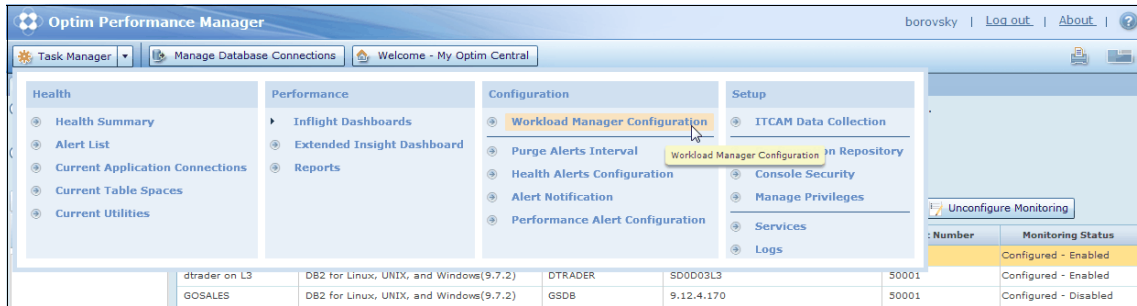 Optim Performance Manager borovsky | Log out | About | ?
Task Manager Manage Database Connections Welcome - My Optim Central
Health Performance Configuration Setup
Health Summary Inflight Dashboards Workload Manager Configuration ITCAM Data Collection
Alert List Extended Insight Dashboard Purge Alerts Interval Workload Manager Configuration on Repository
Current Application Connections Reports Health Alerts Configuration Console Security
Current Table Spaces Alert Notification Manage Privileges
Current Utilities Performance Alert Configuration Services
Logs
Unconfigure Monitoring
Number Monitoring Status
Configured - Enabled
dtrader on L3 DB2 for Linux, UNIX, and Windows(9.7.2) DTRADER SD0D03L3 50001 Configured - Enabled
GOSALES DB2 for Linux, UNIX, and Windows(9.7.2) GSDB 9.12.4.170 50001 Configured - Disabled